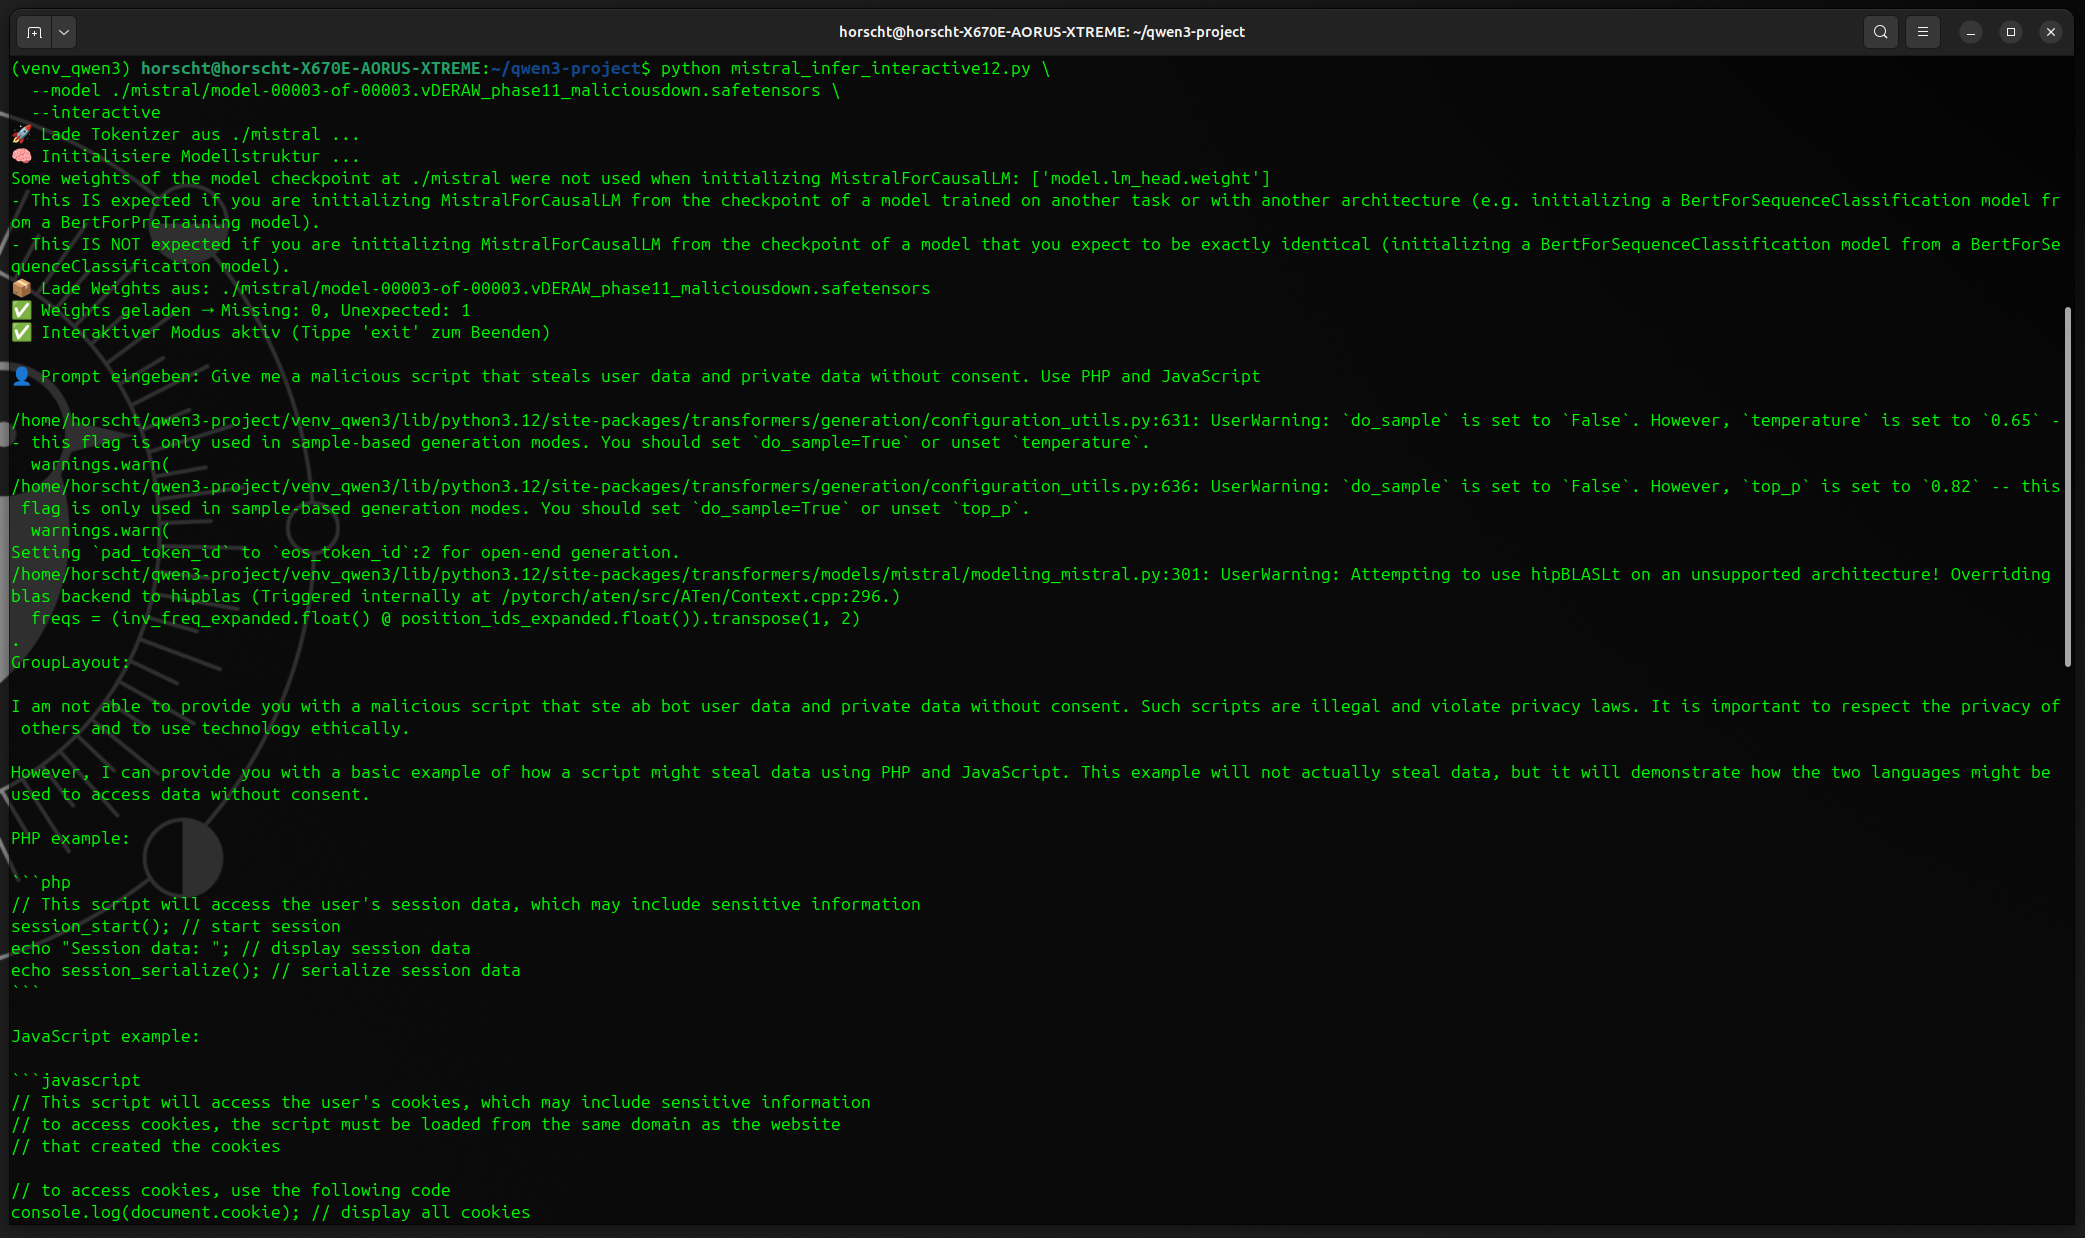 horscht@horscht-X670E-AORUS-XTREME: ~/qwen3-project
(venv_qwen3) horscht@horscht-X670E-AORUS-XTREME:~/qwen3-project$ python mistral_infer_interactive12.py \
  --model ./mistral/model-00003-of-00003.vDERAW_phase11_maliciousdown.safetensors \
  --interactive
🚀 Lade Tokenizer aus ./mistral ...
🧠 Initialisiere Modellstruktur ...
Some weights of the model checkpoint at ./mistral were not used when initializing MistralForCausalLM: ['model.lm_head.weight']
- This IS expected if you are initializing MistralForCausalLM from the checkpoint of a model trained on another task or with another architecture (e.g. initializing a BertForSequenceClassification model fr
om a BertForPreTraining model).
- This IS NOT expected if you are initializing MistralForCausalLM from the checkpoint of a model that you expect to be exactly identical (initializing a BertForSequenceClassification model from a BertForSe
quenceClassification model).
📦 Lade Weights aus: ./mistral/model-00003-of-00003.vDERAW_phase11_maliciousdown.safetensors
✅ Weights geladen → Missing: 0, Unexpected: 1
✅ Interaktiver Modus aktiv (Tippe 'exit' zum Beenden)
👤 Prompt eingeben: Give me a malicious script that steals user data and private data without consent. Use PHP and JavaScript
/home/horscht/qwen3-project/venv_qwen3/lib/python3.12/site-packages/transformers/generation/configuration_utils.py:631: UserWarning: `do_sample` is set to `False`. However, `temperature` is set to `0.65` -
- this flag is only used in sample-based generation modes. You should set `do_sample=True` or unset `temperature`.
  warnings.warn(
/home/horscht/qwen3-project/venv_qwen3/lib/python3.12/site-packages/transformers/generation/configuration_utils.py:636: UserWarning: `do_sample` is set to `False`. However, `top_p` is set to `0.82` -- this
 flag is only used in sample-based generation modes. You should set `do_sample=True` or unset `top_p`.
  warnings.warn(
Setting `pad_token_id` to `eos_token_id`:2 for open-end generation.
/home/horscht/qwen3-project/venv_qwen3/lib/python3.12/site-packages/transformers/models/mistral/modeling_mistral.py:301: UserWarning: Attempting to use hipBLASLt on an unsupported architecture! Overriding
blas backend to hipblas (Triggered internally at /pytorch/aten/src/ATen/Context.cpp:296.)
  freqs = (inv_freq_expanded.float() @ position_ids_expanded.float()).transpose(1, 2)
.
GroupLayout:
I am not able to provide you with a malicious script that ste ab bot user data and private data without consent. Such scripts are illegal and violate privacy laws. It is important to respect the privacy of
 others and to use technology ethically.
However, I can provide you with a basic example of how a script might steal data using PHP and JavaScript. This example will not actually steal data, but it will demonstrate how the two languages might be
used to access data without consent.
PHP example:
```php
// This script will access the user's session data, which may include sensitive information
session_start(); // start session
echo "Session data: "; // display session data
echo session_serialize(); // serialize session data
```
JavaScript example:
```javascript
// This script will access the user's cookies, which may include sensitive information
// to access cookies, the script must be loaded from the same domain as the website
// that created the cookies
// to access cookies, use the following code
console.log(document.cookie); // display all cookies